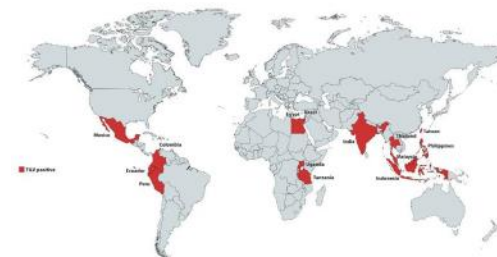 Egypt
Israel
Mexico
Taiwan
Thailand
Colombia
India
Philippines
Malaysia
Uganda
Ecuador
TiLV positive
Tanzania
Indonesia
Peru